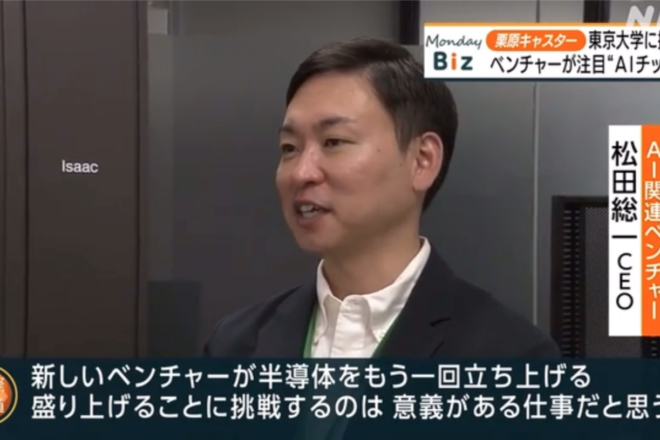 NH
Monday
Biz
栗原キャスター 東京大学に
ベンチャーが注目“AIチッ
Isaac
AI関連ベンチャー
松田総一 CEO
新しいベンチャーが半導体をもう一回立ち上げる
盛り上げることに挑戦するのは 意義がある仕事だと思う